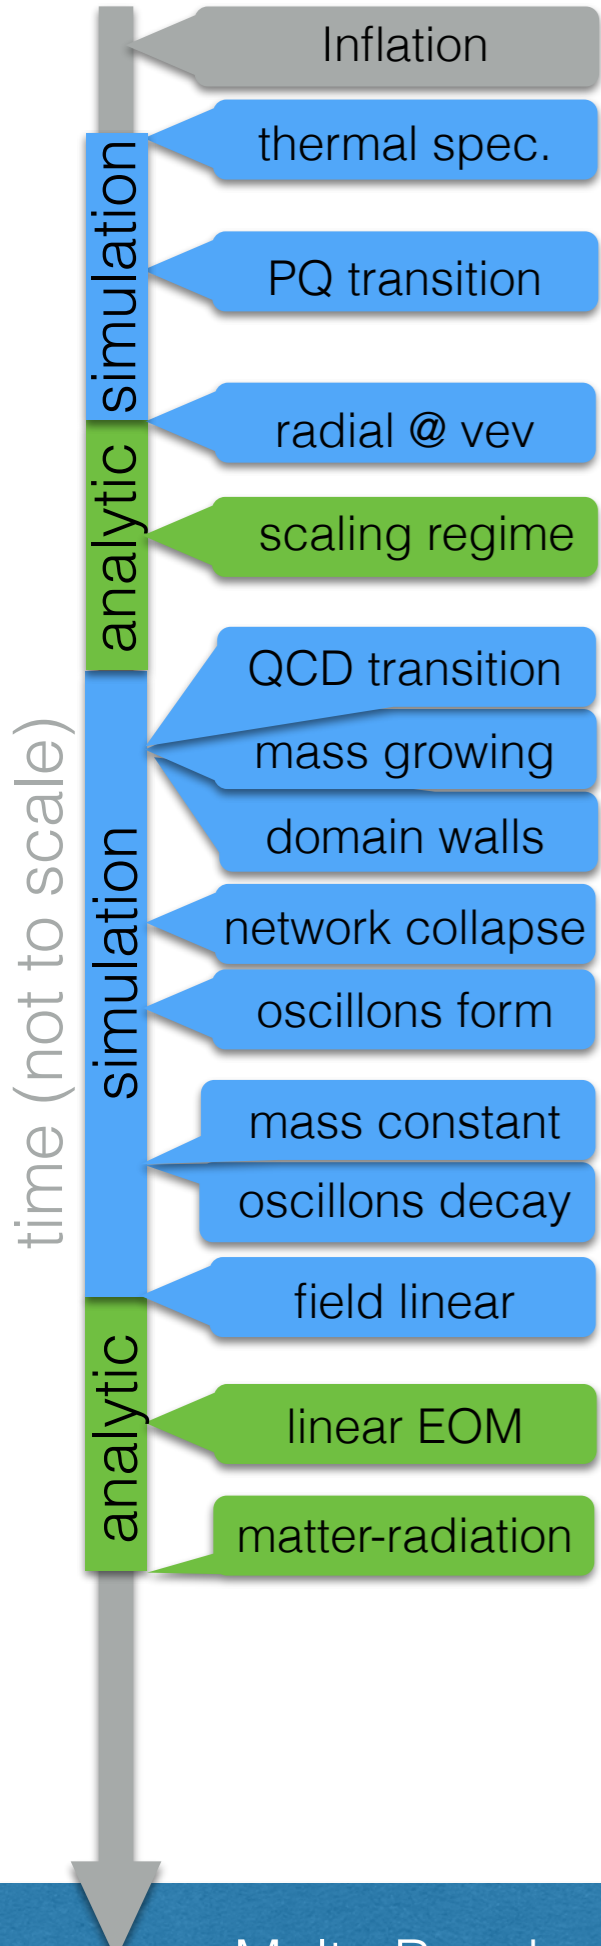 Inflation
thermal spec.
simulation
PQ transition
radial @ vev
analytic
scaling regime
QCD transition
mass growing
domain walls
time (not to scale)
simulation
network collapse
oscillons form
mass constant
oscillons decay
field linear
analytic
linear EOM
matter-radiation